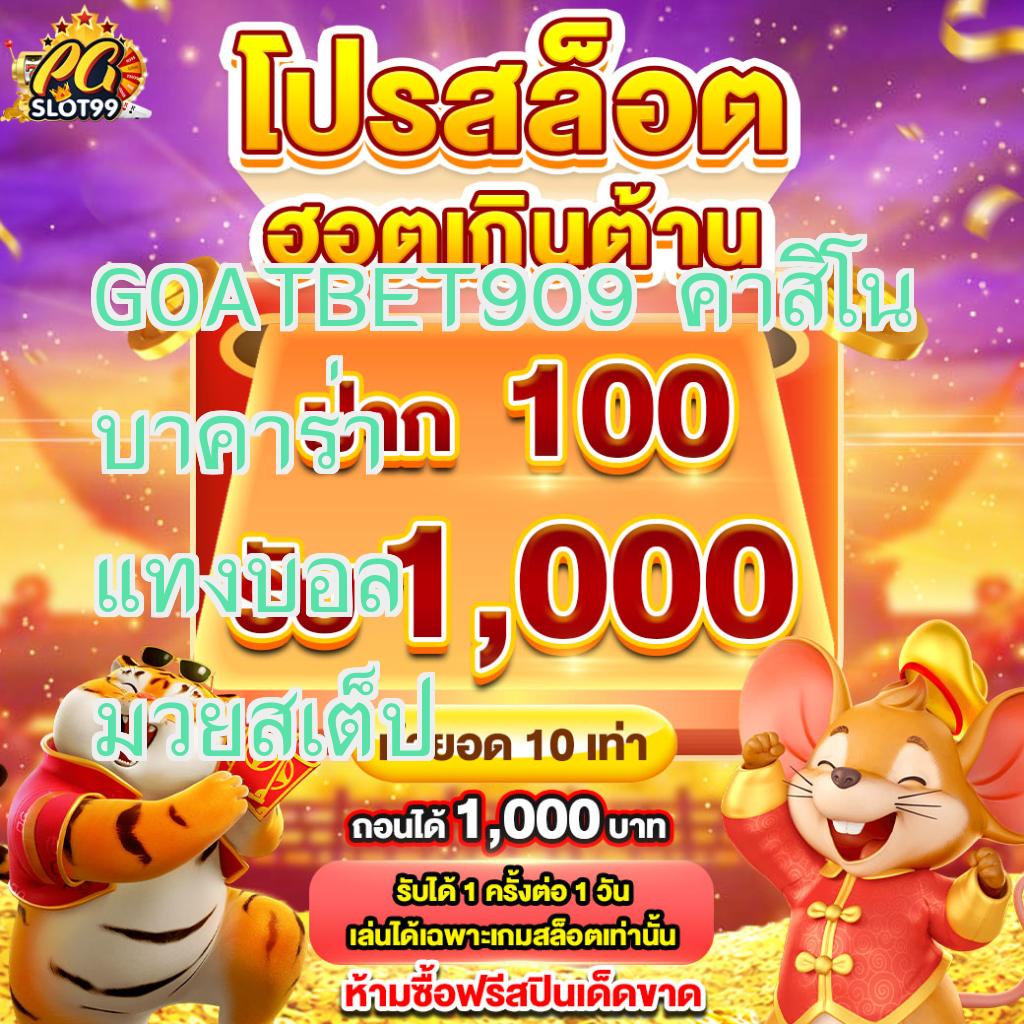 PG
SLOT99
โปรสล็อต
ฮอตเกินต้าน
GOATBET909 คาสิโน
บาคาร่า
ฝาก 100
แทงบอล
รับ 1,000
มวยสเต็ป
ยอด 10 เท่า
ถอนได้ 1,000 บาท
รับได้ 1 ครั้งต่อ 1 วัน
เล่นได้เฉพาะเกมสล็อตเท่านั้น
ห้ามซื้อฟรีสปินเด็ดขาด